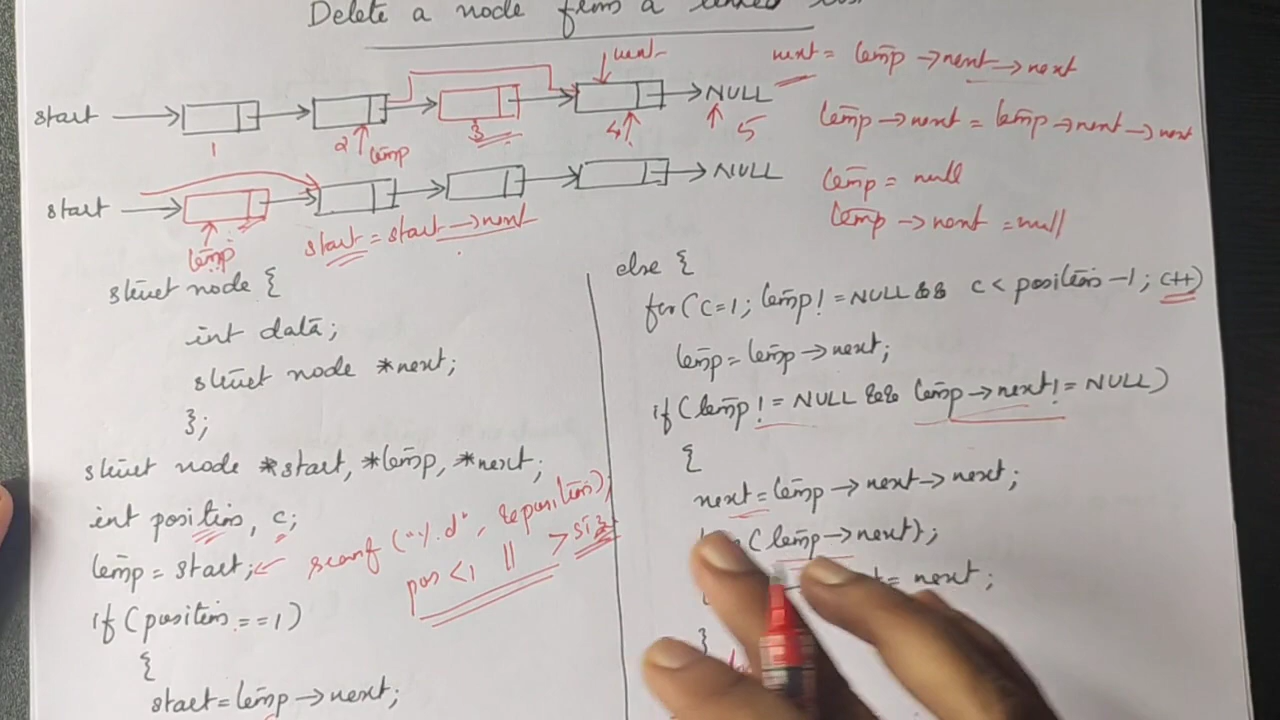 Delete a node from a linked list
next
next = temp → next → next
start → → → → NULL
1 2 temp 3 4 5
temp → next = temp → next → next
start → → → → NULL
temp
start = start → next
temp = null
temp → next = null
struct node {
int data;
struct node *next;
};
struct node *start, *temp, *next;
int position, c;
temp = start; ← scanf ("%d", &position);
pos < 1 || > siz
if (position == 1)
{
start = temp → next;
else {
for (c=1; temp != NULL && c < position -1; c++)
temp = temp → next;
if (temp != NULL && temp → next != NULL)
{
next = temp → next → next;
(temp → next);
= next;
}